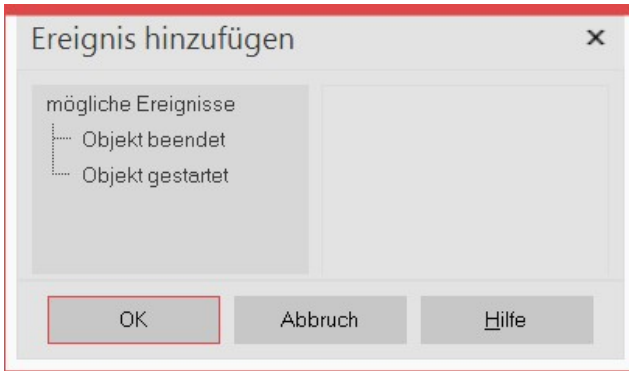 Ereignis hinzufügen
mögliche Ereignisse
Objekt beendet
Objekt gestartet
OK
Abbruch
Hilfe